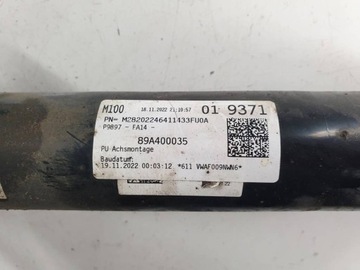 M100 18.11.2022 21:10:57 01 9371
PN= M28202246411433FU0A
P9897 - FA14 -
89A400035
PU Achsmontage
Baudatum:
19.11.2022 00:03:12 *611 VWAF009NWN6*